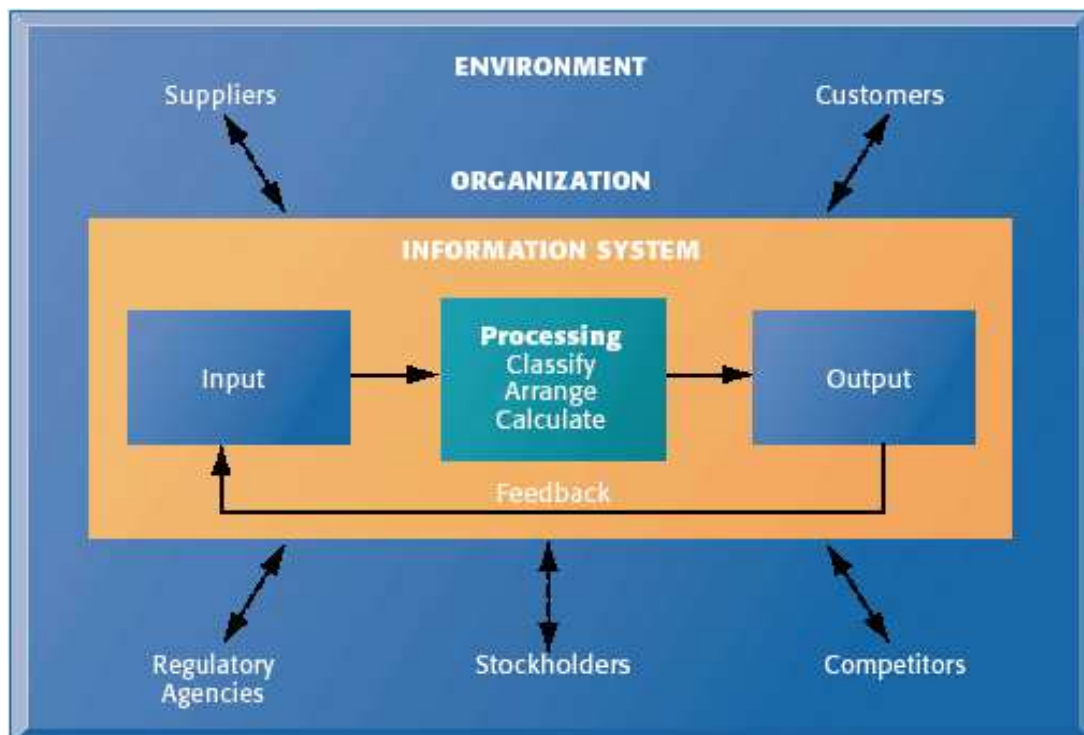 ENVIRONMENT
Suppliers
Customers
ORGANIZATION
INFORMATION SYSTEM
Input
Processing
Classify
Arrange
Calculate
Output
Feedback
Regulatory
Agencies
Stockholders
Competitors